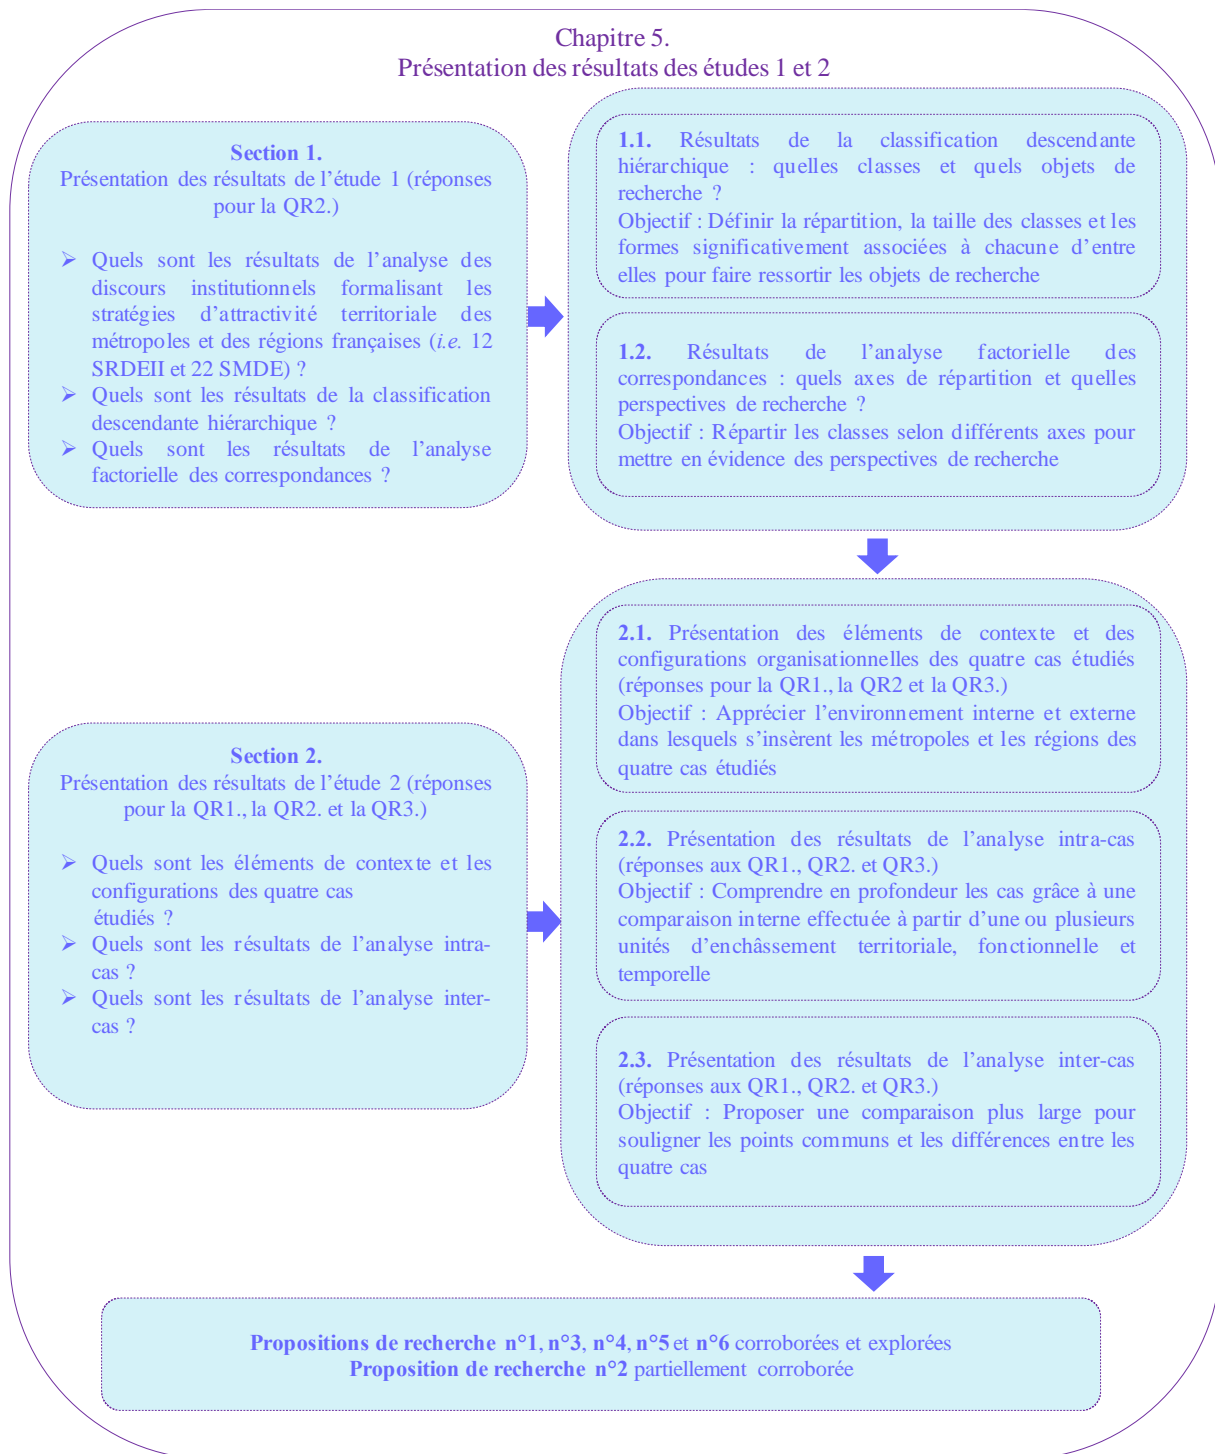 Chapitre 5.
Présentation des résultats des études 1 et 2
Section 1.
Présentation des résultats de l’étude 1 (réponses
pour la QR2.)
➢ Quels sont les résultats de l’analyse des
discours institutionnels formalisant les
stratégies d’attractivité territoriale des
métropoles et des régions françaises (i.e. 12
SRDEII et 22 SMDE) ?
➢ Quels sont les résultats de la classification
descendante hiérarchique ?
➢ Quels sont les résultats de l’analyse
factorielle des correspondances ?
1.1. Résultats de la classification descendante
hiérarchique : quelles classes et quels objets de
recherche ?
Objectif : Définir la répartition, la taille des classes et les
formes significativement associées à chacune d’entre
elles pour faire ressortir les objets de recherche
1.2. Résultats de l’analyse factorielle des
correspondances : quels axes de répartition et quelles
perspectives de recherche ?
Objectif : Répartir les classes selon différents axes pour
mettre en évidence des perspectives de recherche
Section 2.
Présentation des résultats de l’étude 2 (réponses
pour la QR1., la QR2. et la QR3.)
➢ Quels sont les éléments de contexte et les
configurations des quatre cas
étudiés ?
➢ Quels sont les résultats de l’analyse intra-
cas ?
➢ Quels sont les résultats de l’analyse inter-
cas ?
2.1. Présentation des éléments de contexte et des
configurations organisationnelles des quatre cas étudiés
(réponses pour la QR1., la QR2 et la QR3.)
Objectif : Apprécier l’environnement interne et externe
dans lesquels s’insèrent les métropoles et les régions des
quatre cas étudiés
2.2. Présentation des résultats de l’analyse intra-cas
(réponses aux QR1., QR2. et QR3.)
Objectif : Comprendre en profondeur les cas grâce à une
comparaison interne effectuée à partir d’une ou plusieurs
unités d’enchâssement territoriale, fonctionnelle et
temporelle
2.3. Présentation des résultats de l’analyse inter-cas
(réponses aux QR1., QR2. et QR3.)
Objectif : Proposer une comparaison plus large pour
souligner les points communs et les différences entre les
quatre cas
Propositions de recherche n°1, n°3, n°4, n°5 et n°6 corroborées et explorées
Proposition de recherche n°2 partiellement corroborée